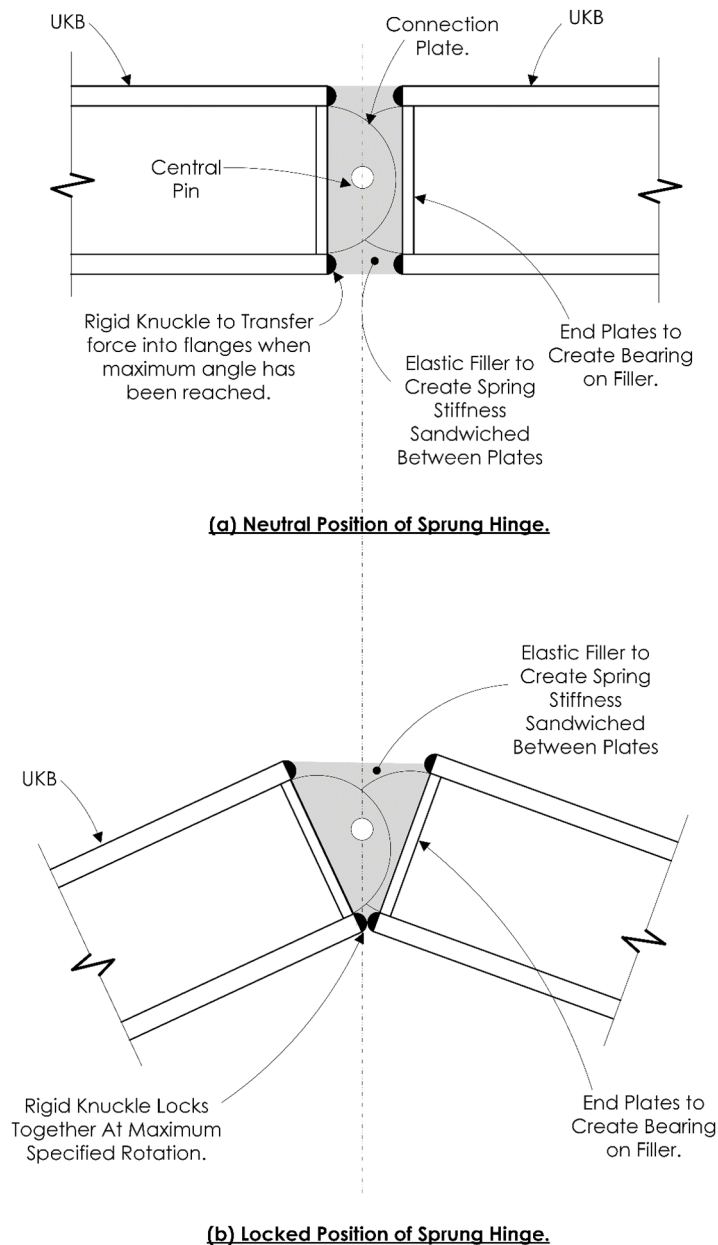 UKB
Connection
Plate.
UKB
Central
Pin
Rigid Knuckle to Transfer
force into flanges when
maximum angle has
been reached.
Elastic Filler to
Create Spring
Stiffness
Sandwiched
Between Plates
End Plates to
Create Bearing
on Filler.
(a) Neutral Position of Sprung Hinge.
Elastic Filler to
Create Spring
Stiffness
Sandwiched
Between Plates
UKB
Rigid Knuckle Locks
Together At Maximum
Specified Rotation.
End Plates to
Create Bearing
on Filler.
(b) Locked Position of Sprung Hinge.